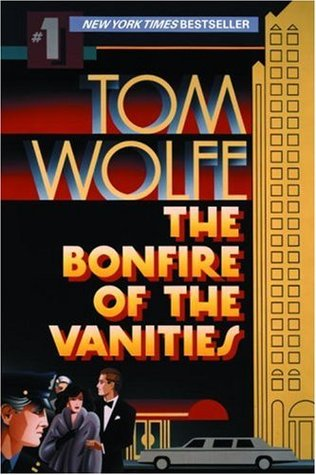 #1
NEW YORK TIMES BESTSELLER
TOM
WOLFE
THE
BONFIRE
OF THE
VANITIES